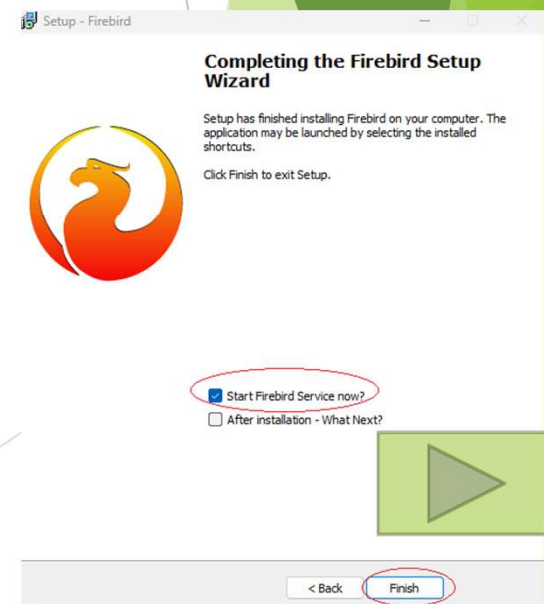 Setup - Firebird
Completing the Firebird Setup
Wizard
Setup has finished installing Firebird on your computer. The
application may be launched by selecting the installed
shortcuts.
Click Finish to exit Setup.
Start Firebird Service now?
After installation - What Next?
< Back
Finish